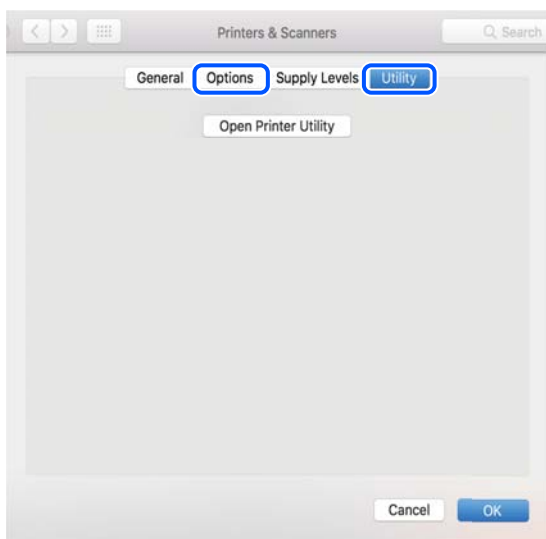 Printers & Scanners
Search
General Options Supply Levels Utility
Open Printer Utility
Cancel OK